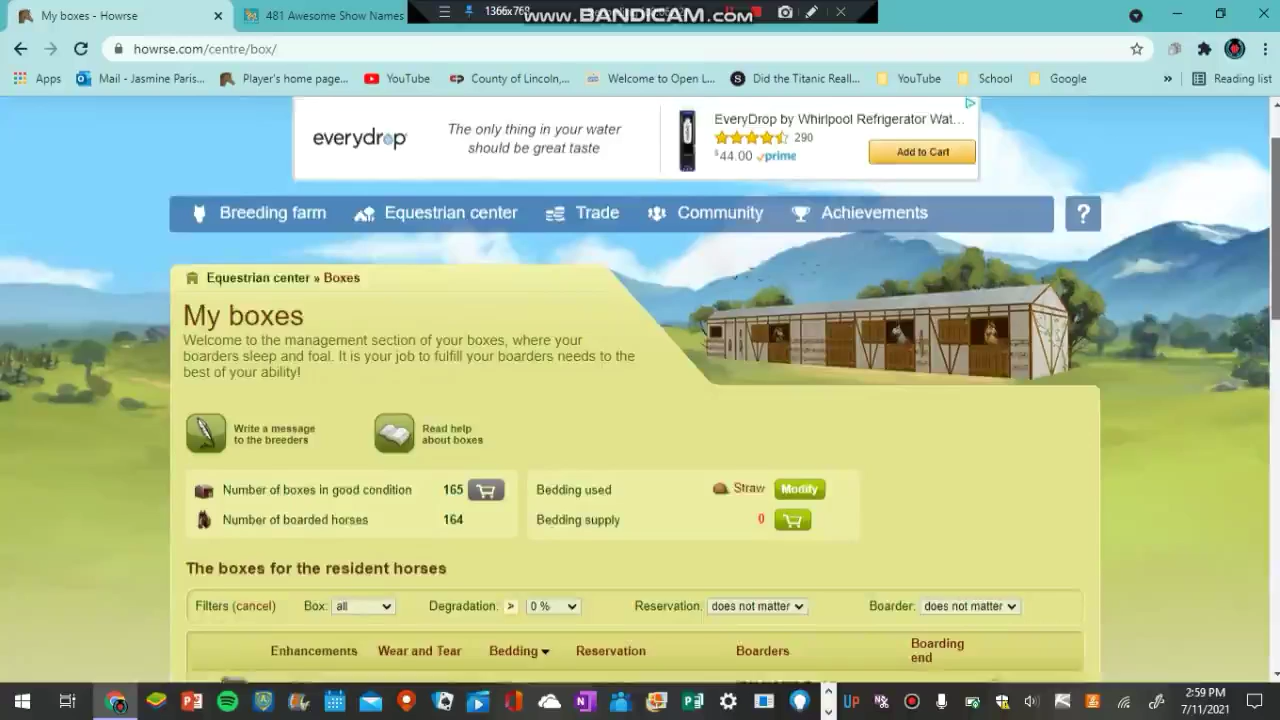 My boxes - Howrse
481 Awesome Show Names
1366x768
www.BANDICAM.com
howrse.com/centre/box/
Apps
Mail - Jasmine Paris...
Player's home page...
YouTube
County of Lincoln,...
Welcome to Open L...
Did the Titanic Reall...
YouTube
School
Google
»
Reading list
everydrop
The only thing in your water
should be great taste
EveryDrop by Whirlpool Refrigerator Wat...
290
$44.00 prime
Add to Cart
Breeding farm
Equestrian center
Trade
Community
Achievements
?
Equestrian center » Boxes
My boxes
Welcome to the management section of your boxes, where your
boarders sleep and foal. It is your job to fulfill your boarders needs to the
best of your ability!
Write a message
to the breeders
Read help
about boxes
Number of boxes in good condition 165
Number of boarded horses 164
Bedding used Straw Modify
Bedding supply 0
The boxes for the resident horses
Filters (cancel) Box: all Degradation: > 0 % Reservation: does not matter Boarder: does not matter
Enhancements Wear and Tear Bedding Reservation Boarders Boarding
end
2:59 PM
7/11/2021